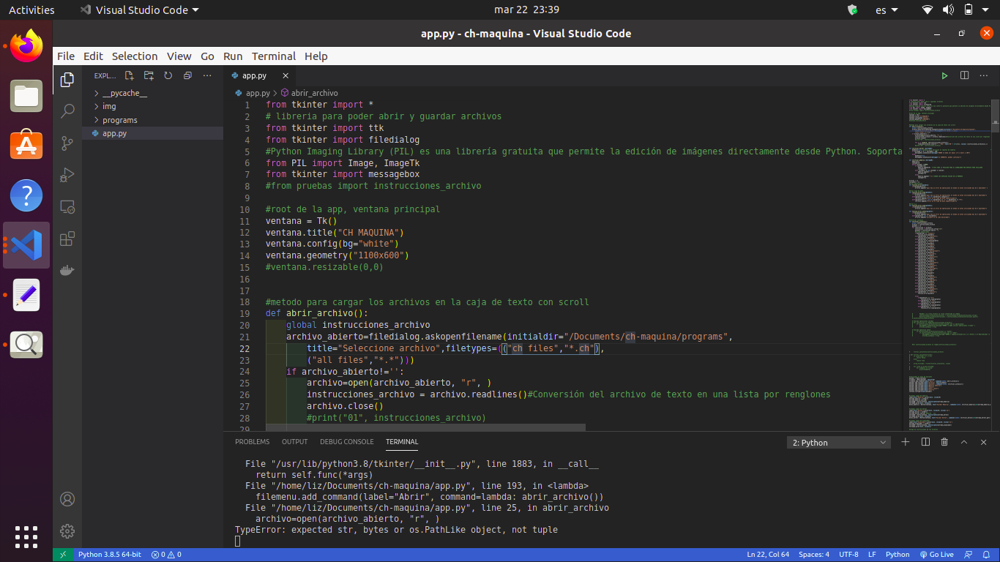 Activities
Visual Studio Code
mar 22 23:39
es
app.py - ch-maquina - Visual Studio Code
File Edit Selection View Go Run Terminal Help
EXPL...
__pycache__
img
programs
app.py
app.py
app.py > abrir_archivo
1 from tkinter import *
2 # libreria para poder abrir y guardar archivos
3 from tkinter import ttk
4 from tkinter import filedialog
5 #Python Imaging Library (PIL) es una librería gratuita que permite la edición de imágenes directamente desde Python. Soporta
6 from PIL import Image, ImageTk
7 from tkinter import messagebox
8 #from pruebas import instrucciones_archivo
9
10 #root de la app, ventana principal
11 ventana = Tk()
12 ventana.title("CH MAQUINA")
13 ventana.config(bg="white")
14 ventana.geometry("1100x600")
15 #ventana.resizable(0,0)
16
17
18 #metodo para cargar los archivos en la caja de texto con scroll
19 def abrir_archivo():
20 global instrucciones_archivo
21 archivo_abierto=filedialog.askopenfilename(initialdir="/Documents/ch-maquina/programs",
22 title="Seleccione archivo",filetypes=(("ch files","*.ch"),
23 ("all files","*.*")))
24 if archivo_abierto!='':
25 archivo=open(archivo_abierto, "r", )
26 instrucciones_archivo = archivo.readlines()#Conversión del archivo de texto en una lista por renglones
27 archivo.close()
28 #print("01", instrucciones_archivo)
29
PROBLEMS OUTPUT DEBUG CONSOLE TERMINAL
2: Python
File "/usr/lib/python3.8/tkinter/__init__.py", line 1883, in __call__
return self.func(*args)
File "/home/liz/Documents/ch-maquina/app.py", line 193, in <lambda>
filemenu.add_command(label="Abrir", command=lambda: abrir_archivo())
File "/home/liz/Documents/ch-maquina/app.py", line 25, in abrir_archivo
archivo=open(archivo_abierto, "r", )
TypeError: expected str, bytes or os.PathLike object, not tuple
Python 3.8.5 64-bit
0 0
Ln 22, Col 64 Spaces: 4 UTF-8 LF Python Go Live